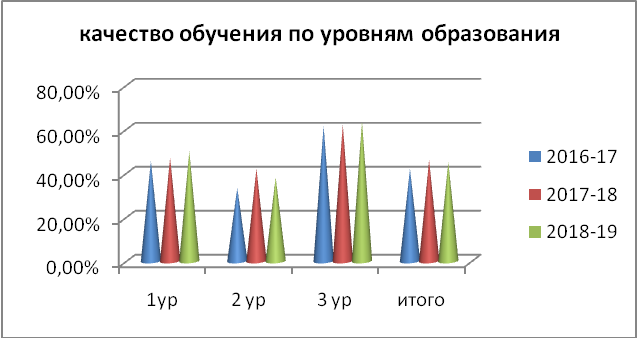 качество обучения по уровням образования
80,00%
60,00%
40,00%
20,00%
0,00%
1ур
2 ур
3 ур
итого
2016-17
2017-18
2018-19